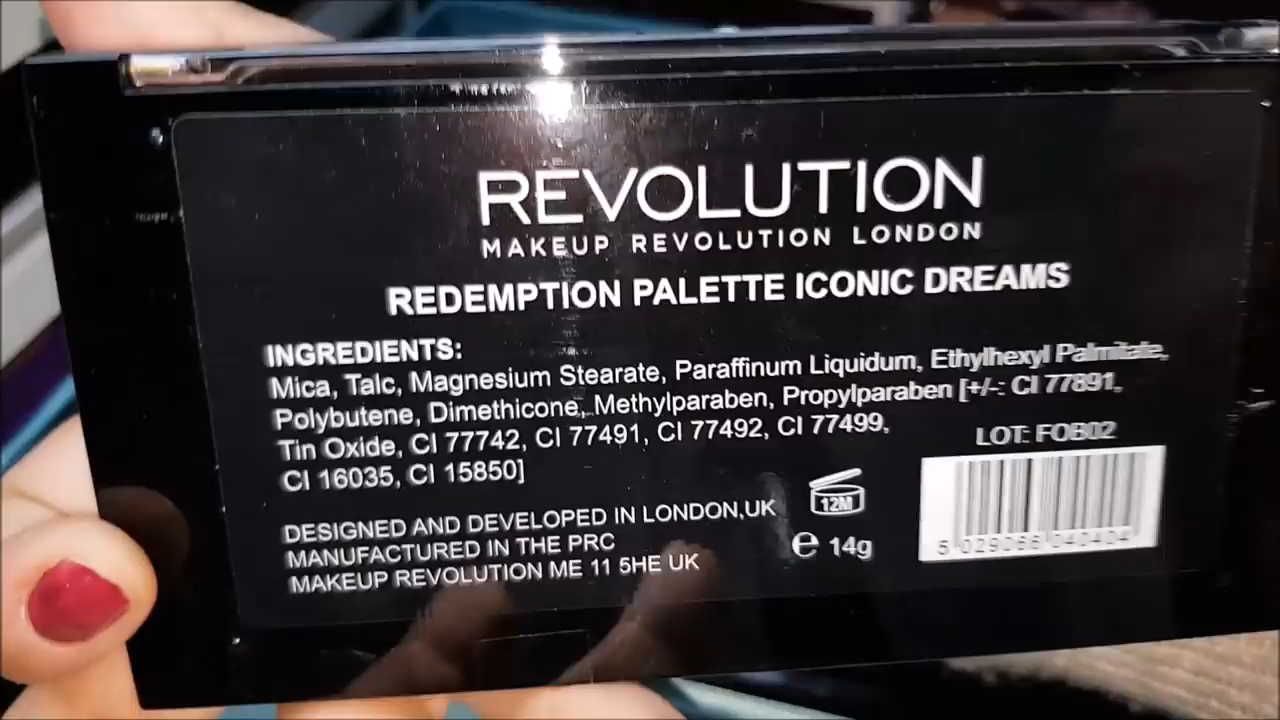 REVOLUTION
MAKEUP REVOLUTION LONDON
REDEMPTION PALETTE ICONIC DREAMS
INGREDIENTS:
Mica, Talc, Magnesium Stearate, Paraffinum Liquidum, Ethylhexyl Palmitate,
Polybutene, Dimethicone, Methylparaben, Propylparaben [+/-: CI 77891,
Tin Oxide, CI 77742, CI 77491, CI 77492, CI 77499,
CI 16035, CI 15850]
LOT: FOB02
DESIGNED AND DEVELOPED IN LONDON,UK
MANUFACTURED IN THE PRC
MAKEUP REVOLUTION ME 11 5HE UK
12M
e 14g